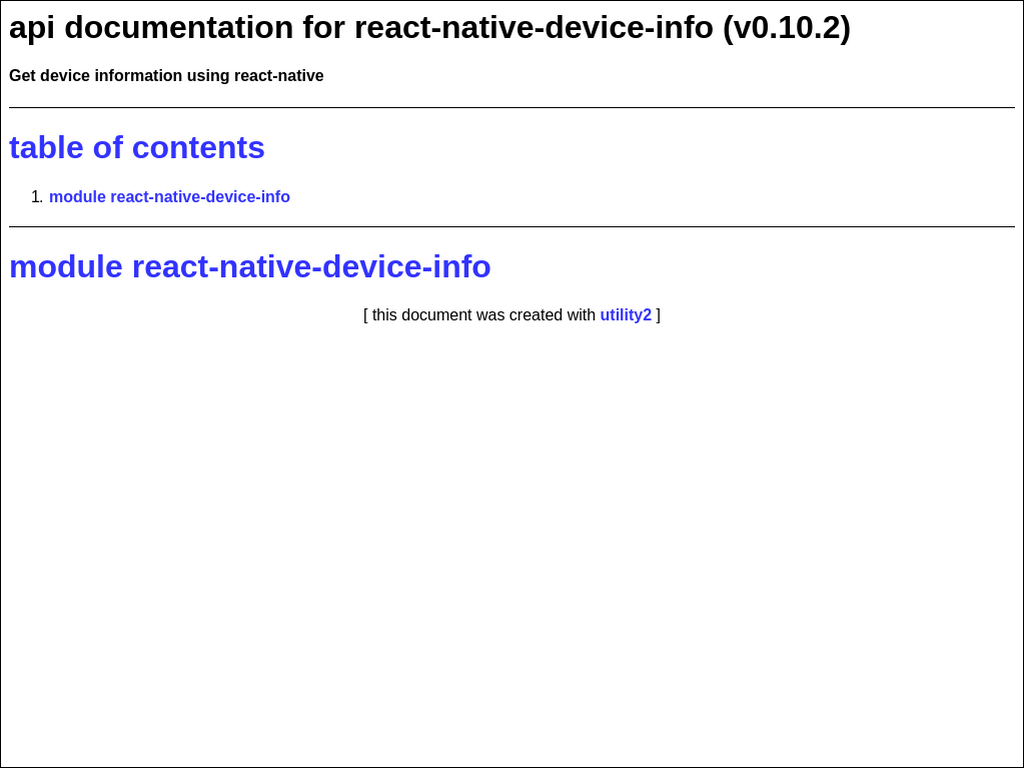 api documentation for react-native-device-info (v0.10.2)
Get device information using react-native
table of contents
1. module react-native-device-info
module react-native-device-info
[ this document was created with utility2 ]